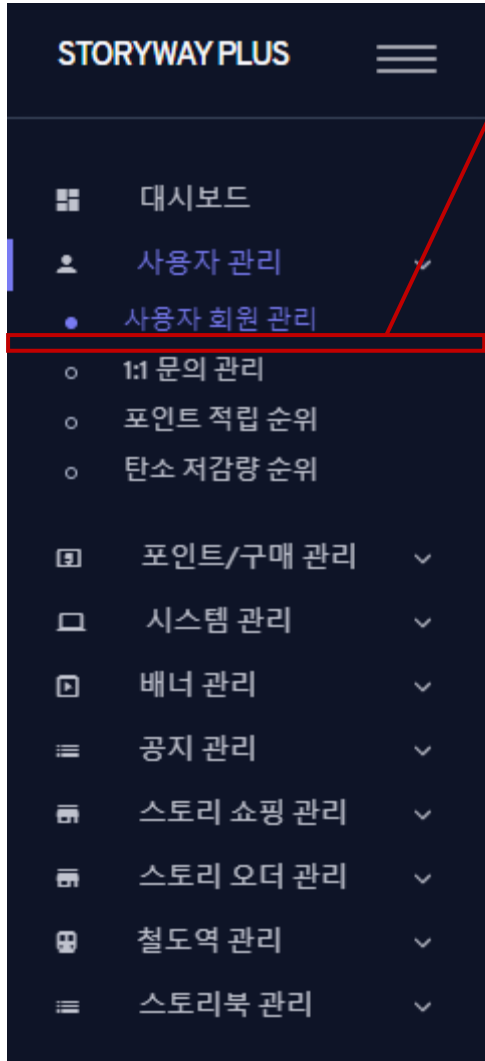 STORYWAY PLUS
대시보드
사용자 관리
사용자 회원 관리
1:1 문의 관리
포인트 적립 순위
탄소 저감량 순위
포인트/구매 관리
시스템 관리
배너 관리
공지 관리
스토리 쇼핑 관리
스토리 오더 관리
철도역 관리
스토리북 관리